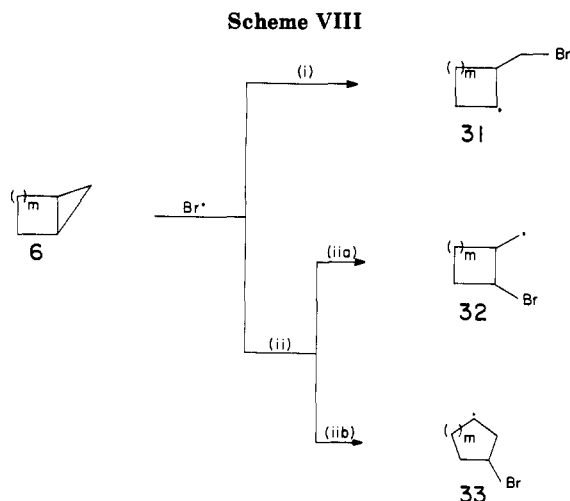 Scheme VIII
(i)
( )m
Br
31
( )m
6
Br•
(iia)
( )m
Br
32
(ii)
(iib)
( )m
Br
33